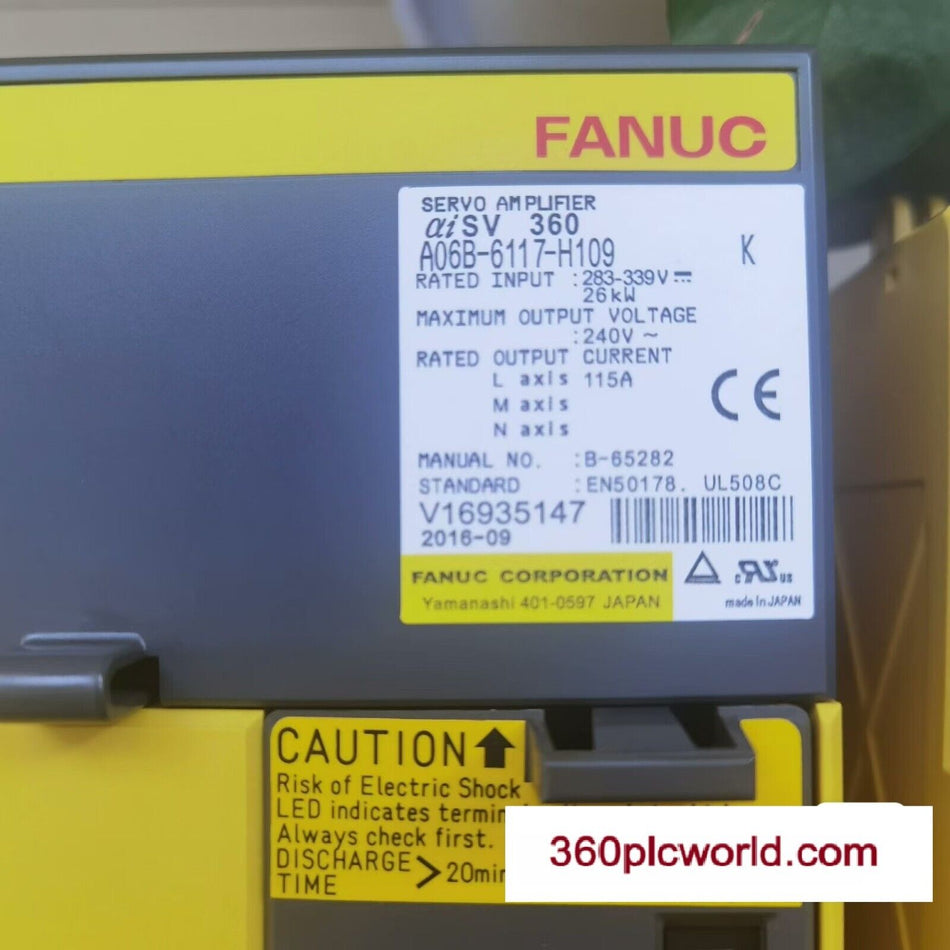 FANUC
SERVO AMPLIFIER
αiSV 360
A06B-6117-H109 K
RATED INPUT :283-339V⎓
26kW
MAXIMUM OUTPUT VOLTAGE
:240V ~
RATED OUTPUT CURRENT
L axis 115A
M axis
N axis
CE
MANUAL NO. :B-65282
STANDARD :EN50178. UL508C
V16935147
2016-09
FANUC CORPORATION
Yamanashi 401-0597 JAPAN
c RU us
made in JAPAN
CAUTION
Risk of Electric Shock
LED indicates
Always check first.
DISCHARGE
TIME > 20min
360plcworld.com